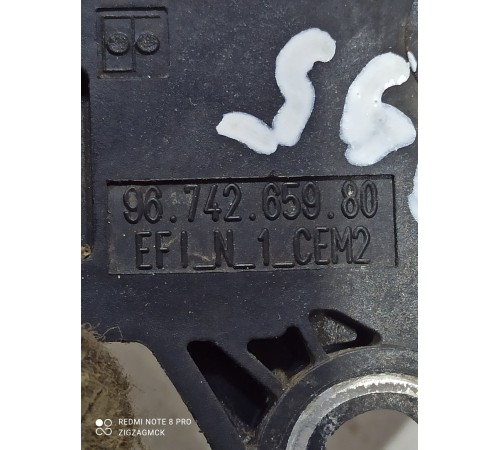 96.742.659.80
EFI_N_1_CEM2
REDMI NOTE 8 PRO
ZIGZAGMCK